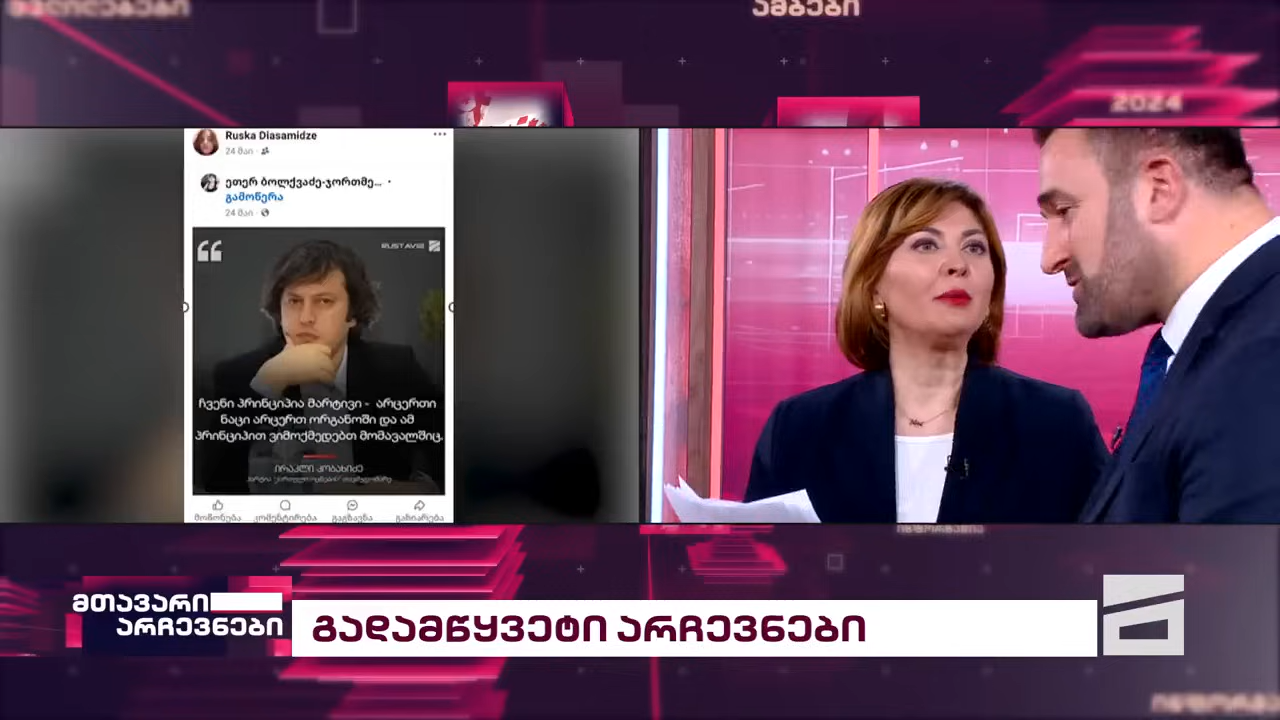 ამბები
2024
Ruska Diasamidze
24 მაი ·
ეთერ ბოლქვაძე-ჯორთმე... ·
გამოწერა
24 მაი ·
RUSTAVI
ჩვენი პრინციპია მარტივი - არცერთი
ნაცი არცერთ ორგანოში და ამ
პრინციპით ვიმოქმედებთ მომავალშიც.
ირაკლი კობახიძე
მოწონება კომენტირება გაგზავნა გაზიარება
მთავარი
არჩევნები
გადამწყვეტი არჩევნები